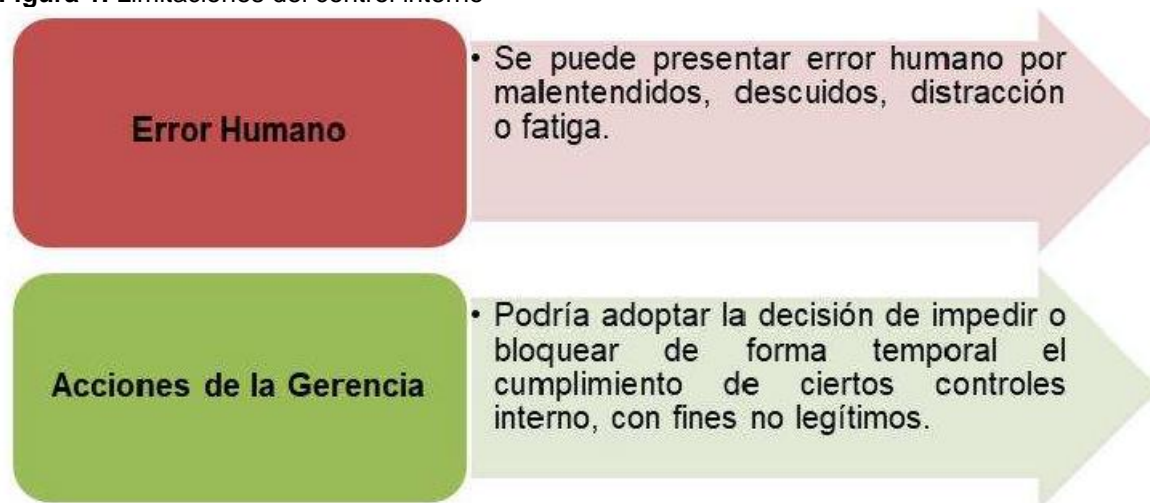 Figura 1. Limitaciones del control interno
Error Humano
• Se puede presentar error humano por
malentendidos, descuidos, distracción
o fatiga.
Acciones de la Gerencia
• Podría adoptar la decisión de impedir o
bloquear de forma temporal el
cumplimiento de ciertos controles
interno, con fines no legítimos.